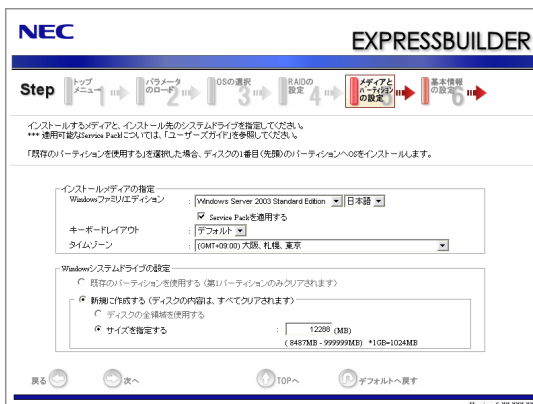 NEC
EXPRESSBUILDER
Step
トップメニュー 1
パラメータのロード 2
OSの選択 3
RAIDの設定 4
メディアとパーティションの設定 5
基本情報の設定 6
インストールするメディアと、インストール先のシステムドライブを指定してください。
*** 適用可能なService Packについては、「ユーザーズガイド」を参照してください。
「既存のパーティションを使用する」を選択した場合、ディスクの1番目(先頭)のパーティションへOSをインストールします。
インストールメディアの指定
Windowsファミリ/エディション : Windows Server 2003 Standard Edition 日本語
Service Packを適用する
キーボードレイアウト : デフォルト
タイムゾーン : (GMT+09:00) 大阪、札幌、東京
Windowsシステムドライブの設定
既存のパーティションを使用する (第1パーティションのみクリアされます)
新規に作成する (ディスクの内容は、すべてクリアされます)
ディスクの全領域を使用する
サイズを指定する : 12288 (MB)
(8487MB - 999999MB) *1GB=1024MB
戻る 次へ TOPへ デフォルトへ戻す